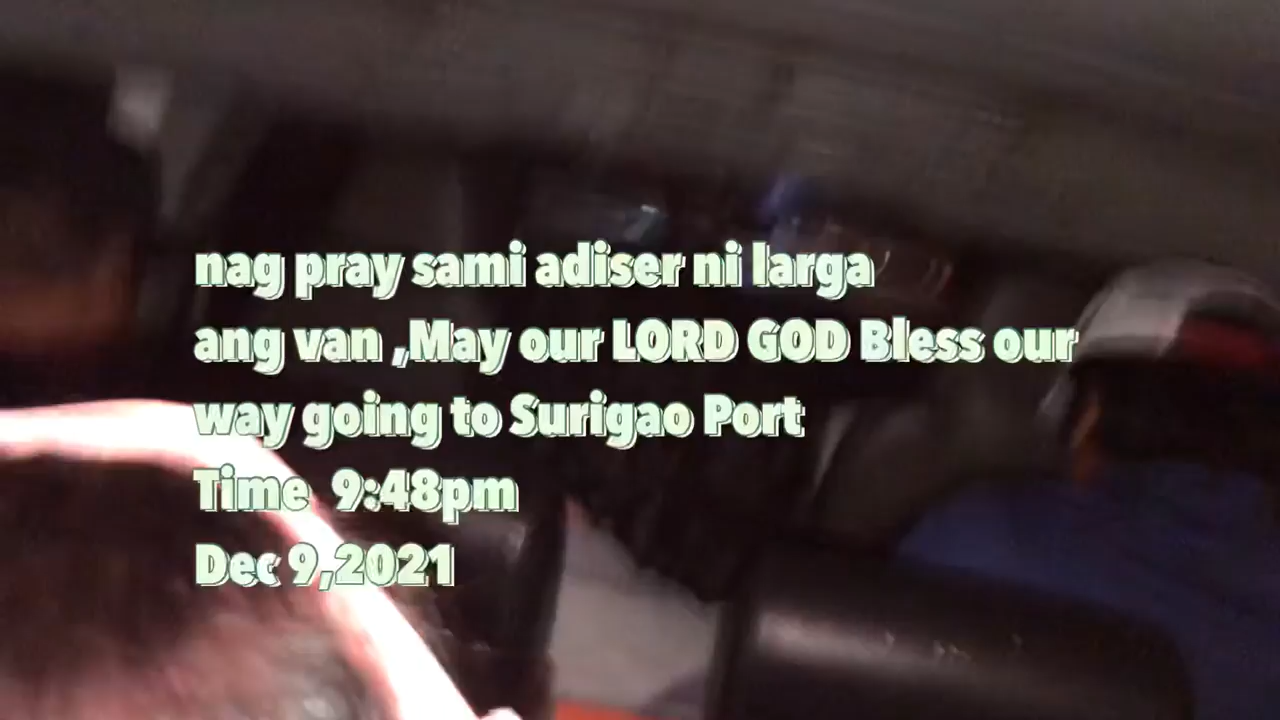 nag pray sami adiser ni larga
ang van ,May our LORD GOD Bless our
way going to Surigao Port
Time 9:48pm
Dec 9,2021